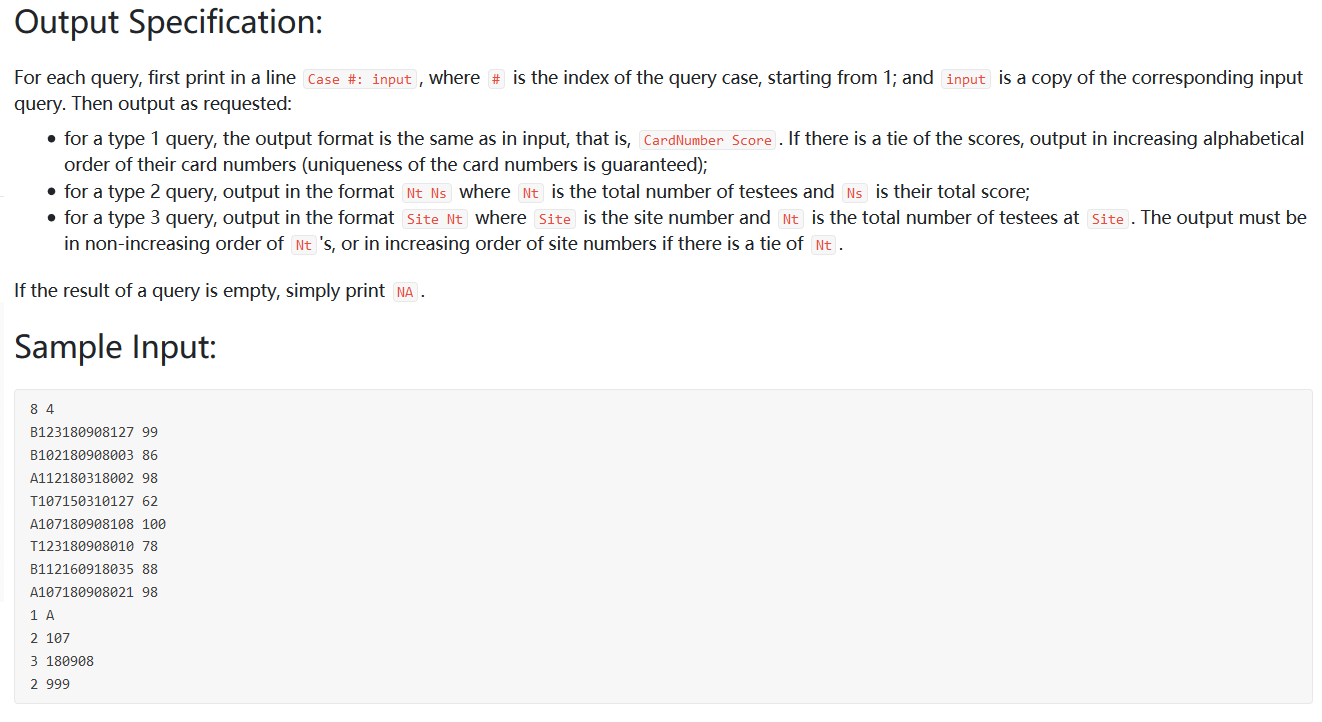 Output Specification:
For each query, first print in a line Case #: input, where # is the index of the query case, starting from 1; and input is a copy of the corresponding input
query. Then output as requested:
• for a type 1 query, the output format is the same as in input, that is, CardNumber Score. If there is a tie of the scores, output in increasing alphabetical
order of their card numbers (uniqueness of the card numbers is guaranteed);
• for a type 2 query, output in the format Nt Ns where Nt is the total number of testees and Ns is their total score;
• for a type 3 query, output in the format Site Nt where Site is the site number and Nt is the total number of testees at Site. The output must be
in non-increasing order of Nt's, or in increasing order of site numbers if there is a tie of Nt.
If the result of a query is empty, simply print NA.
Sample Input:
8 4
B123180908127 99
B102180908003 86
A112180318002 98
T107150310127 62
A107180908108 100
T123180908010 78
B112160918035 88
A107180908021 98
1 A
2 107
3 180908
2 999